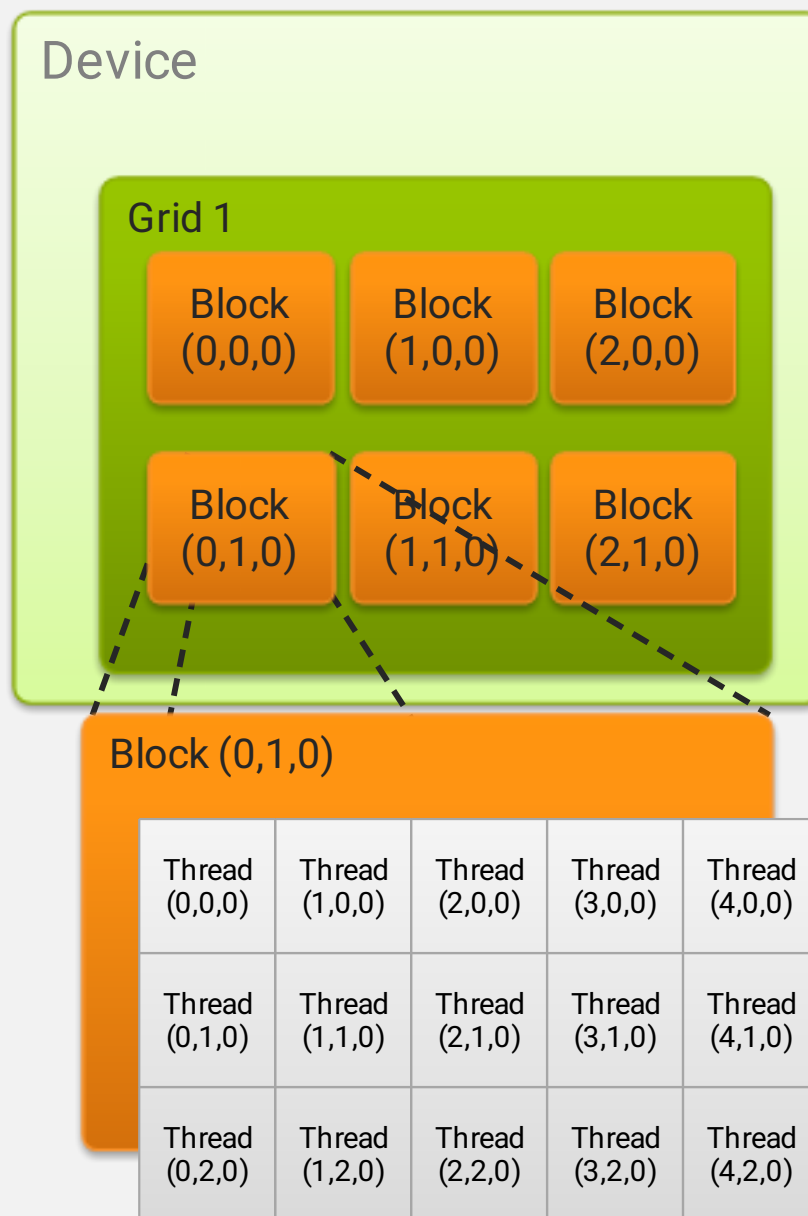 Device
Grid 1
Block
(0,0,0)
Block
(1,0,0)
Block
(2,0,0)
Block
(0,1,0)
Block
(1,1,0)
Block
(2,1,0)
Block (0,1,0)
Thread
(0,0,0)
Thread
(1,0,0)
Thread
(2,0,0)
Thread
(3,0,0)
Thread
(4,0,0)
Thread
(0,1,0)
Thread
(1,1,0)
Thread
(2,1,0)
Thread
(3,1,0)
Thread
(4,1,0)
Thread
(0,2,0)
Thread
(1,2,0)
Thread
(2,2,0)
Thread
(3,2,0)
Thread
(4,2,0)